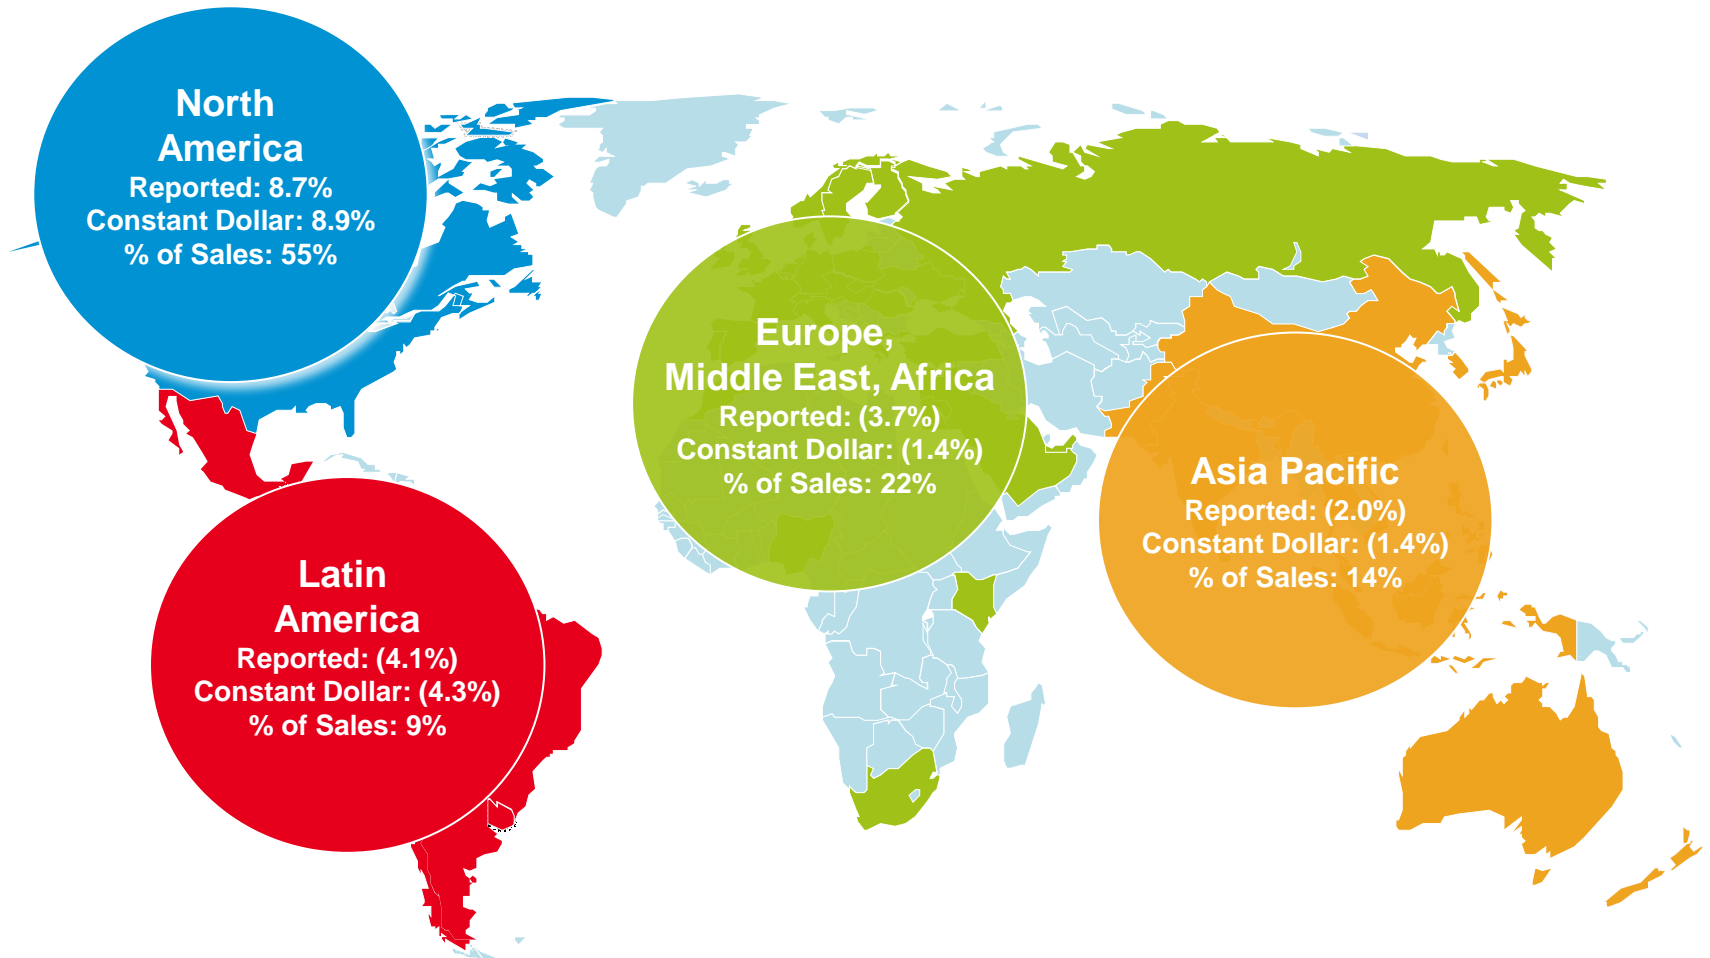 North
America
Reported: 8.7%
Constant Dollar: 8.9%
% of Sales: 55%
Europe,
Middle East, Africa
Reported: (3.7%)
Constant Dollar: (1.4%)
% of Sales: 22%
Asia Pacific
Reported: (2.0%)
Constant Dollar: (1.4%)
% of Sales: 14%
Latin
America
Reported: (4.1%)
Constant Dollar: (4.3%)
% of Sales: 9%